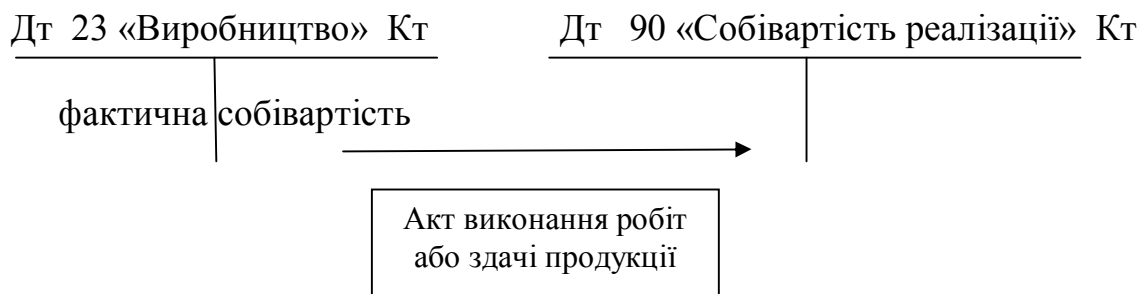 Дт 23 «Виробництво» Кт Дт 90 «Собівартість реалізації» Кт
фактична собівартість
Акт виконання робіт
або здачі продукції